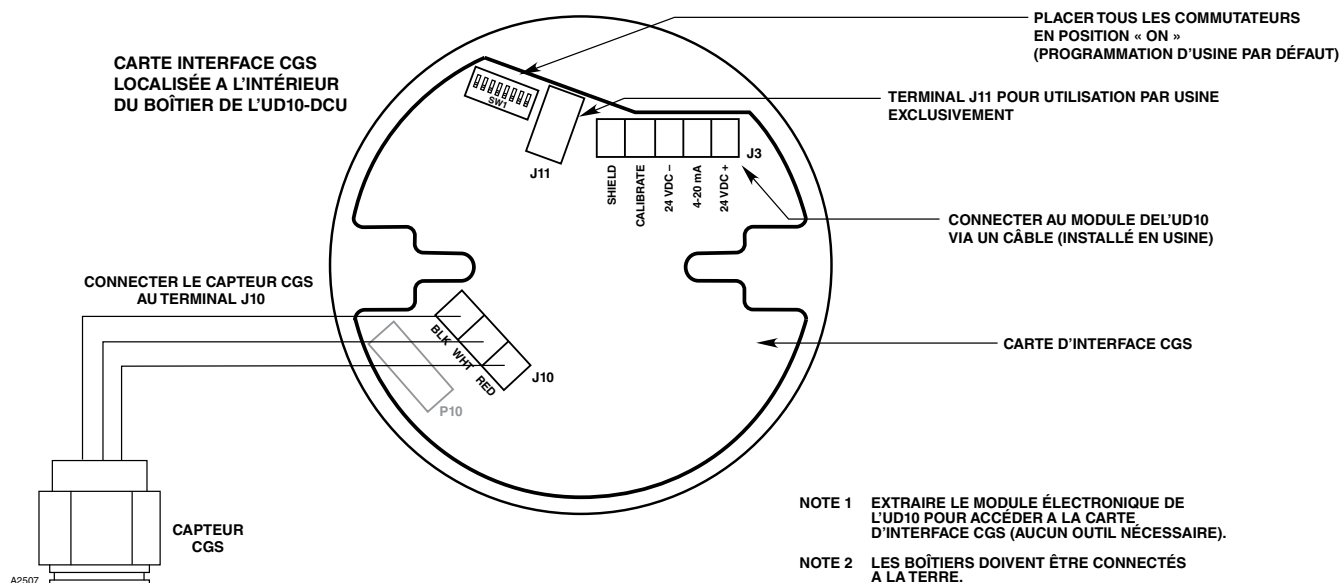 CARTE INTERFACE CGS
LOCALISÉE A L'INTÉRIEUR
DU BOÎTIER DE L'UD10-DCU
PLACER TOUS LES COMMUTATEURS
EN POSITION « ON »
(PROGRAMMATION D'USINE PAR DÉFAUT)
SW1
TERMINAL J11 POUR UTILISATION PAR USINE
EXCLUSIVEMENT
J11
J3
SHIELD
CALIBRATE
24 VDC –
4-20 mA
24 VDC +
CONNECTER AU MODULE DEL'UD10
VIA UN CÂBLE (INSTALLÉ EN USINE)
CONNECTER LE CAPTEUR CGS
AU TERMINAL J10
BLK
WHT
RED
J10
P10
CARTE D'INTERFACE CGS
CAPTEUR
CGS
A2507
NOTE 1 EXTRAIRE LE MODULE ÉLECTRONIQUE DE
L'UD10 POUR ACCÉDER A LA CARTE
D'INTERFACE CGS (AUCUN OUTIL NÉCESSAIRE).
NOTE 2 LES BOÎTIERS DOIVENT ÊTRE CONNECTÉS
A LA TERRE.